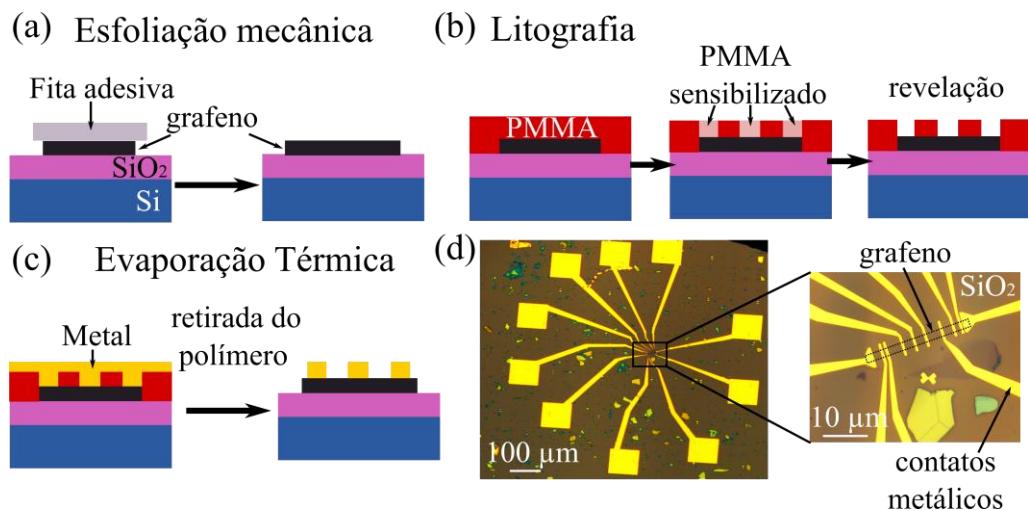 (a) Esfoliação mecânica
Fita adesiva
grafeno
SiO2
Si
(b) Litografia
PMMA
PMMA
sensibilizado
revelação
(c) Evaporação Térmica
Metal
retirada do
polímero
(d)
100 µm
grafeno
SiO2
10 µm
contatos
metálicos